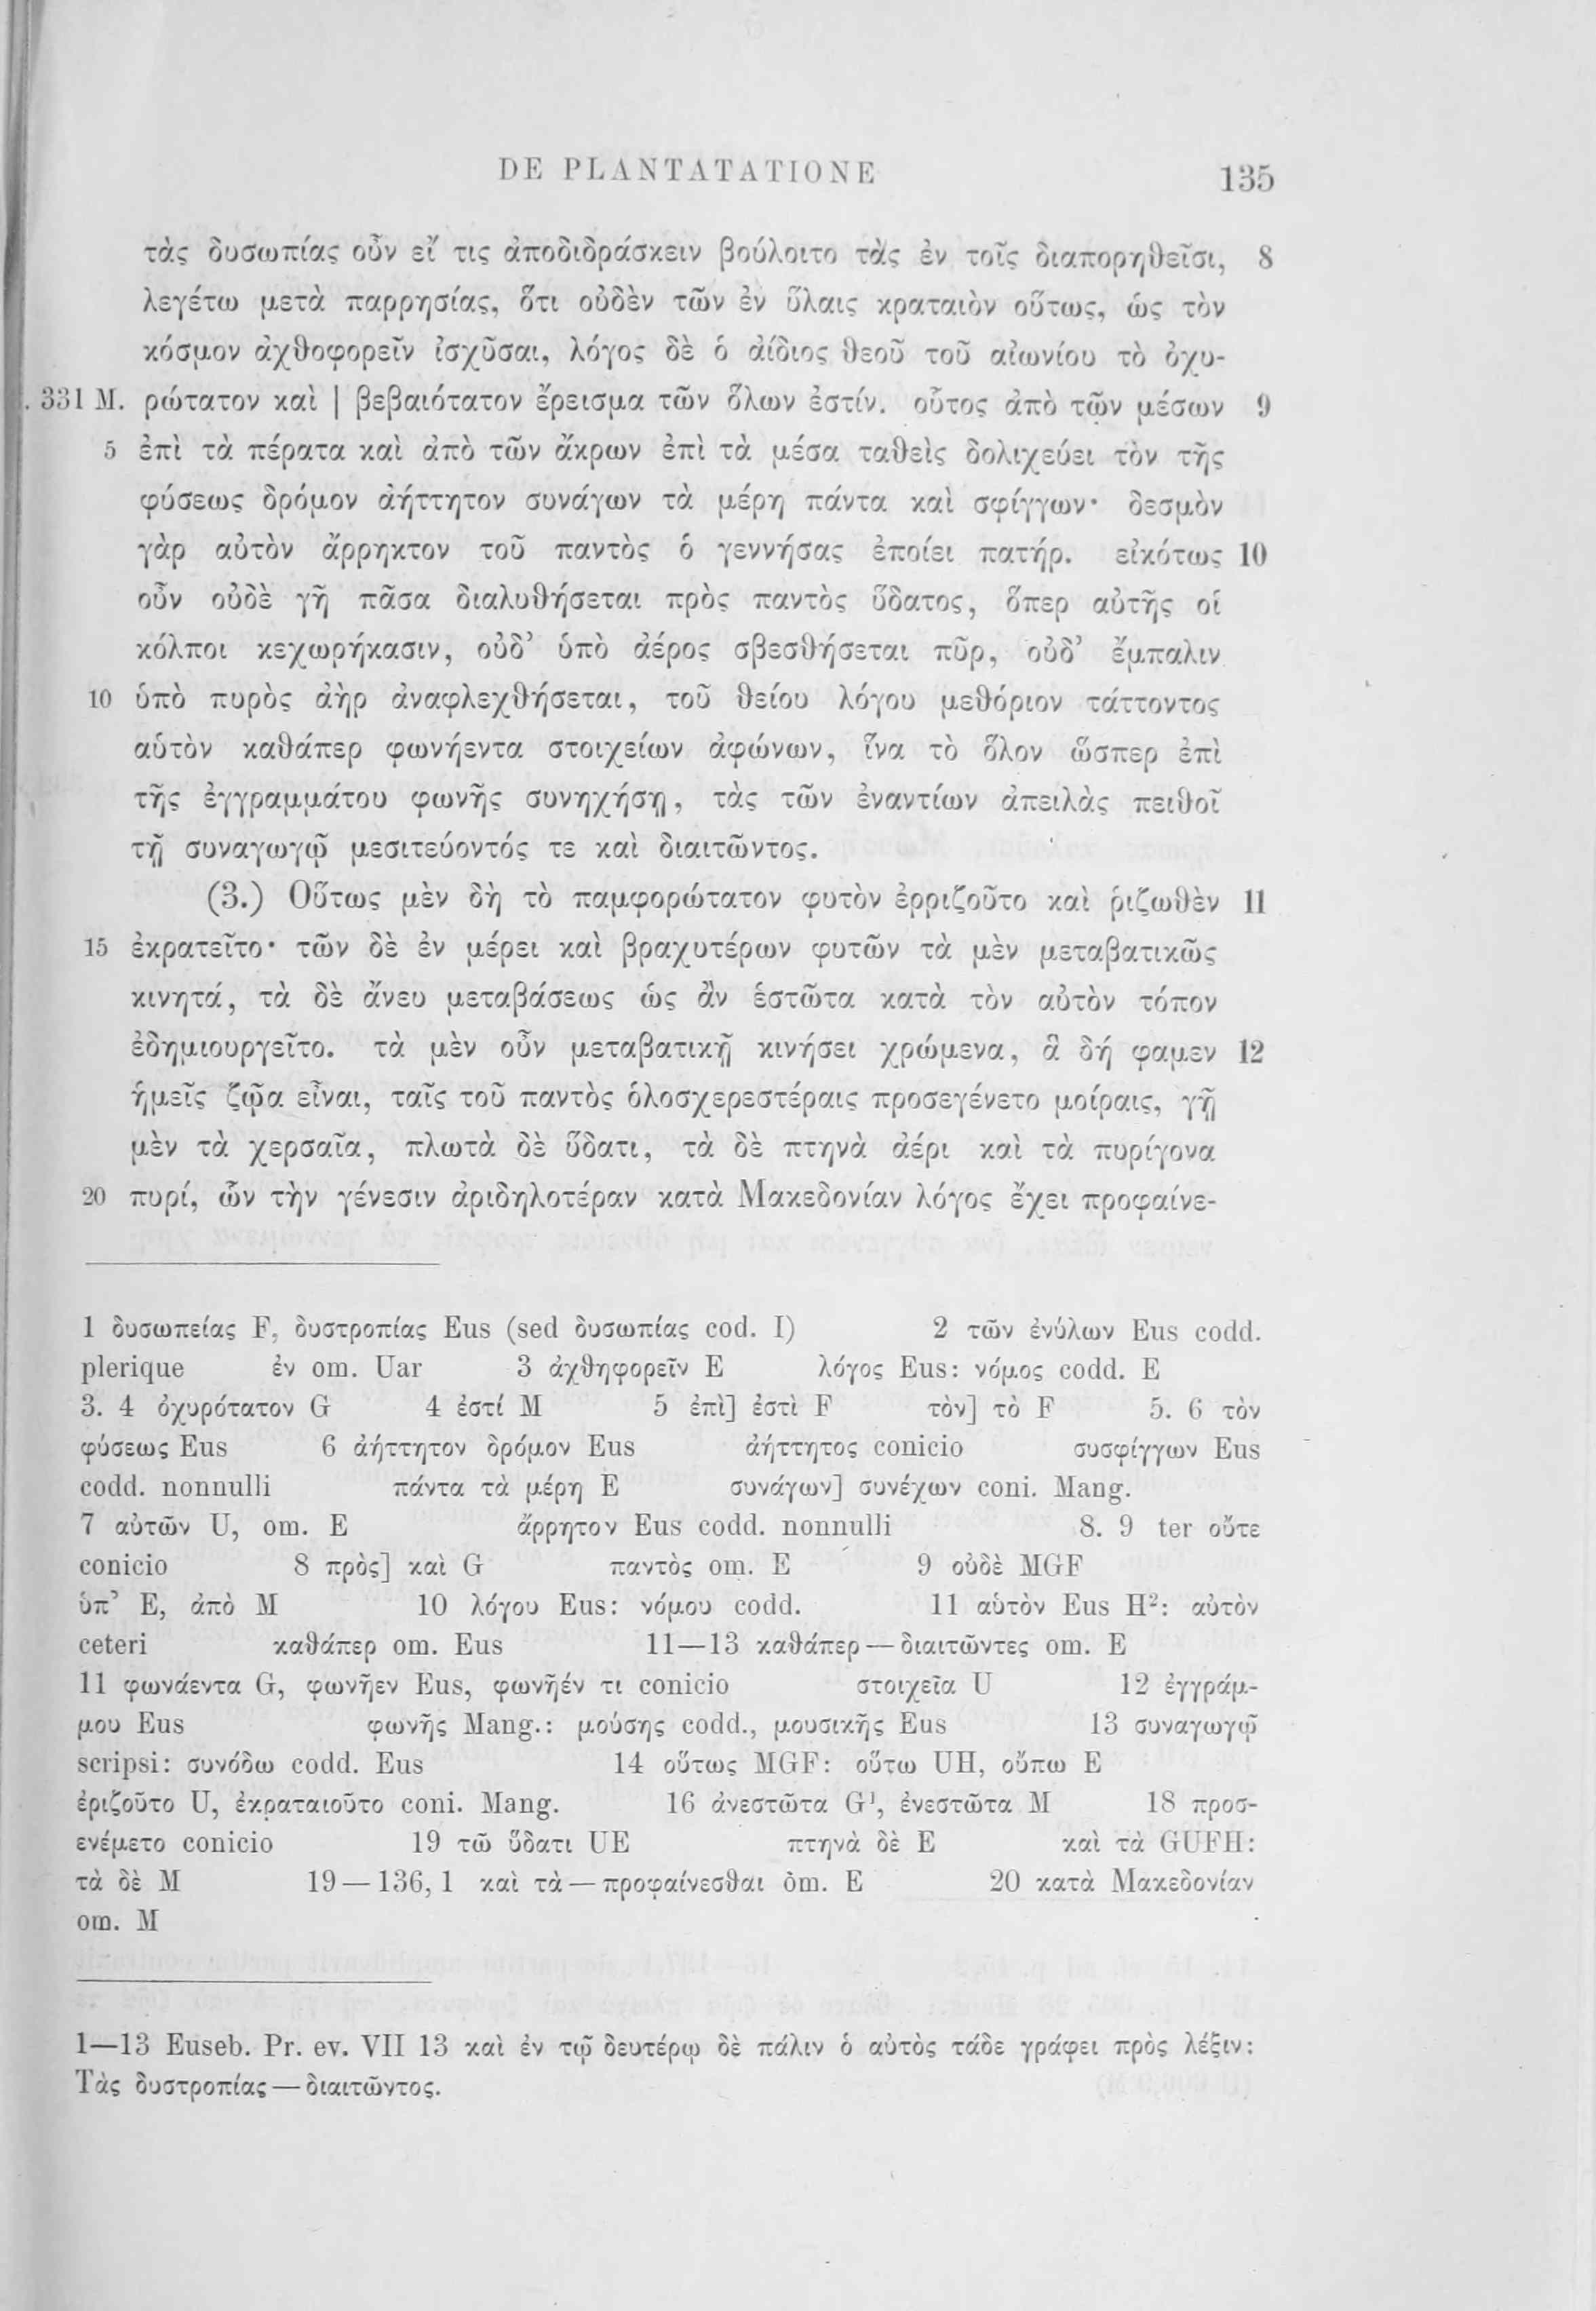 DE PLANTATATIONE 135
τὰς δυσωπίας οὖν εἴ τις ἀποδιδράσκειν βούλοιτο τὰς ἐν τοῖς διαπορηθεῖσι, 8
λεγέτω μετὰ παρρησίας, ὅτι οὐδὲν τῶν ἐν ὕλαις κραταιὸν οὕτως, ὡς τὸν
κόσμον ἀχθοφορεῖν ἰσχῦσαι, λόγος δὲ ὁ ἀίδιος θεοῦ τοῦ αἰωνίου τὸ ὀχυ-
. 331 M. ρώτατον καὶ | βεβαιότατον ἔρεισμα τῶν ὅλων ἐστίν. οὗτος ἀπὸ τῶν μέσων 9
5 ἐπὶ τὰ πέρατα καὶ ἀπὸ τῶν ἄκρων ἐπὶ τὰ μέσα ταθεὶς δολιχεύει τὸν τῆς
φύσεως δρόμον ἀήττητον συνάγων τὰ μέρη πάντα καὶ σφίγγων· δεσμὸν
γὰρ αὐτὸν ἄρρηκτον τοῦ παντὸς ὁ γεννήσας ἐποίει πατήρ. εἰκότως 10
οὖν οὐδὲ γῆ πᾶσα διαλυθήσεται πρὸς παντὸς ὕδατος, ὅπερ αὐτῆς οἱ
κόλποι κεχωρήκασιν, οὐδ’ ὑπὸ ἀέρος σβεσθήσεται πῦρ, οὐδ’ ἔμπαλιν
10 ὑπὸ πυρὸς ἀὴρ ἀναφλεχθήσεται, τοῦ θείου λόγου μεθόριον τάττοντος
αὑτὸν καθάπερ φωνήεντα στοιχείων ἀφώνων, ἵνα τὸ ὅλον ὥσπερ ἐπὶ
τῆς ἐγγραμμάτου φωνῆς συνηχήσῃ, τὰς τῶν ἐναντίων ἀπειλὰς πειθοῖ
τῇ συναγωγῷ μεσιτεύοντός τε καὶ διαιτῶντος.
(3.) Οὕτως μὲν δὴ τὸ παμφορώτατον φυτὸν ἐρριζοῦτο καὶ ῥιζωθὲν 11
15 ἐκρατεῖτο· τῶν δὲ ἐν μέρει καὶ βραχυτέρων φυτῶν τὰ μὲν μεταβατικῶς
κινητά, τὰ δὲ ἄνευ μεταβάσεως ὡς ἂν ἑστῶτα κατὰ τὸν αὐτὸν τόπον
ἐδημιουργεῖτο. τὰ μὲν οὖν μεταβατικῇ κινήσει χρώμενα, ἃ δή φαμεν 12
ἡμεῖς ζῷα εἶναι, ταῖς τοῦ παντὸς ὁλοσχερεστέραις προσεγένετο μοίραις, γῇ
μὲν τὰ χερσαῖα, πλωτὰ δὲ ὕδατι, τὰ δὲ πτηνὰ ἀέρι καὶ τὰ πυρίγονα
20 πυρί, ὧν τὴν γένεσιν ἀριδηλοτέραν κατὰ Μακεδονίαν λόγος ἔχει προφαίνε-
1 δυσωπείας F, δυστροπίας Eus (sed δυσωπίας cod. I) 2 τῶν ἐνύλων Eus codd.
plerique ἐν om. Uar 3 ἀχθηφορεῖν E λόγος Eus: νόμος codd. E
3. 4 ὀχυρότατον G 4 ἐστί M 5 ἐπὶ] ἐστὶ F τὸν] τὸ F 5. 6 τὸν
φύσεως Eus 6 ἀήττητον δρόμον Eus ἀήττητος conicio συσφίγγων Eus
codd. nonnulli πάντα τὰ μέρη E συνάγων] συνέχων coni. Mang.
7 αὐτῶν U, om. E ἄρρητον Eus codd. nonnulli 8. 9 ter οὔτε
conicio 8 πρὸς] καὶ G παντὸς om. E 9 οὐδὲ MGF
ὑπ’ E, ἀπὸ M 10 λόγου Eus: νόμου codd. 11 αὑτὸν Eus H²: αὐτὸν
ceteri καθάπερ om. Eus 11—13 καθάπερ — διαιτῶντες om. E
11 φωνάεντα G, φωνῆεν Eus, φωνῆέν τι conicio στοιχεῖα U 12 ἐγγράμ-
μου Eus φωνῆς Mang.: μούσης codd., μουσικῆς Eus 13 συναγωγῷ
scripsi: συνόδω codd. Eus 14 οὕτως MGF: οὕτω UH, οὔπω E
ἐριζοῦτο U, ἐκραταιοῦτο coni. Mang. 16 ἀνεστῶτα G¹, ἐνεστῶτα M 18 προσ-
ενέμετο conicio 19 τῶ ὕδατι UE πτηνὰ δὲ E καὶ τὰ GUFH:
τὰ δὲ M 19 — 136, 1 καὶ τὰ — προφαίνεσθαι om. E 20 κατὰ Μακεδονίαν
om. M
1—13 Euseb. Pr. ev. VII 13 καὶ ἐν τῷ δευτέρῳ δὲ πάλιν ὁ αὐτὸς τάδε γράφει πρὸς λέξιν:
Τὰς δυστροπίας — διαιτῶντος.